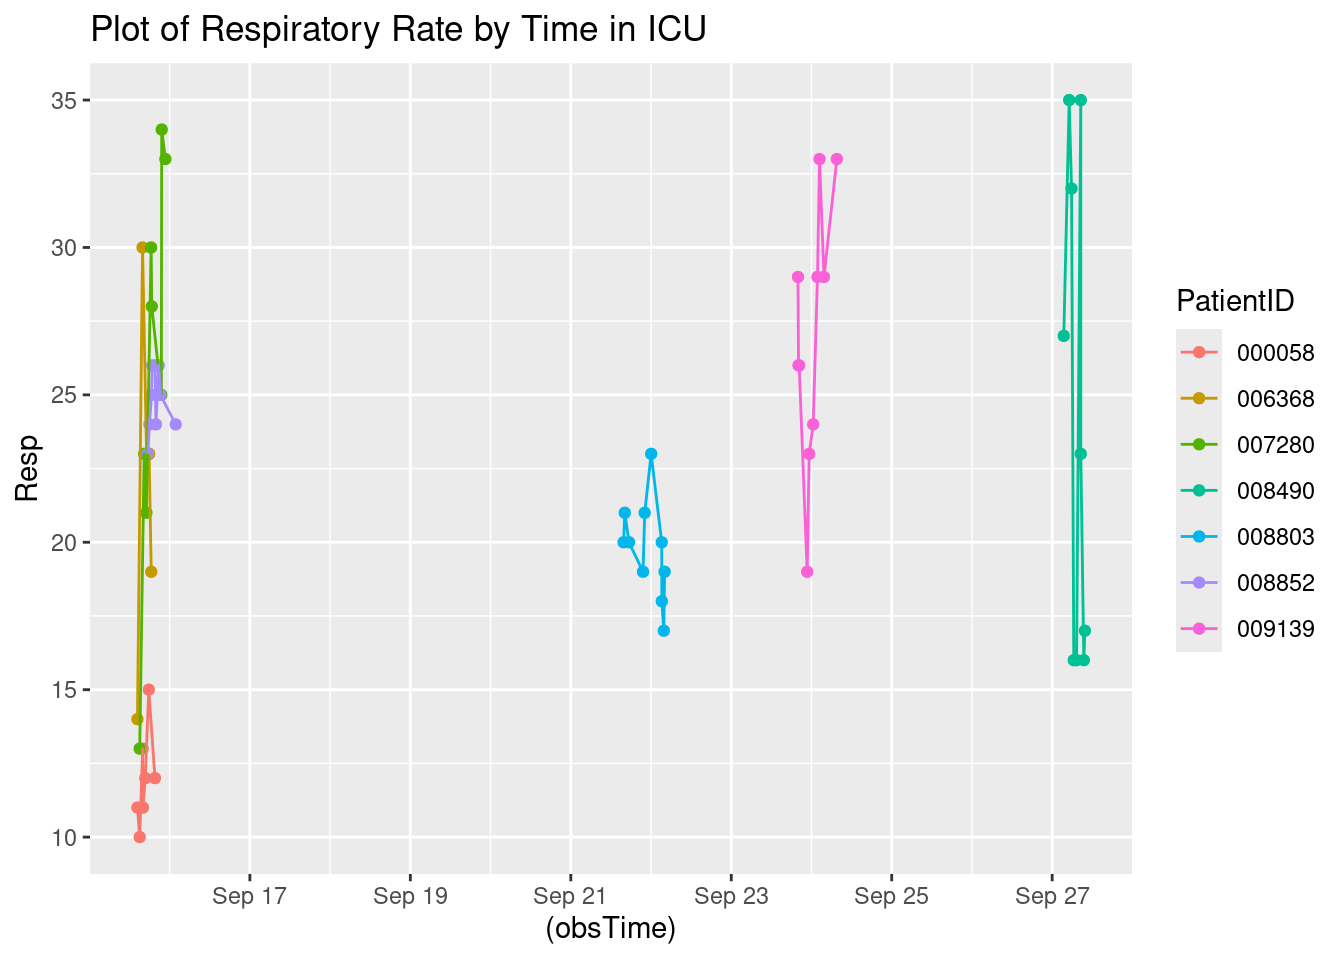 Plot of Respiratory Rate by Time in ICU
35
30
25
20
15
10
Resp
Sep 17
Sep 19
Sep 21
Sep 23
Sep 25
Sep 27
(obsTime)
PatientID
000058
006368
007280
008490
008803
008852
009139